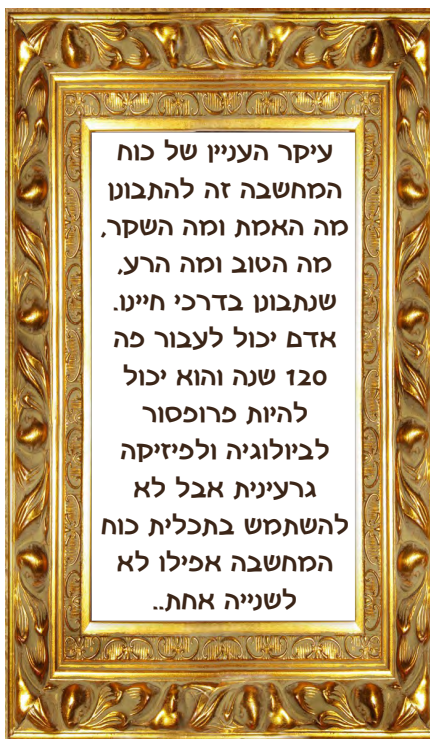 עיקר העניין של כוח
המחשבה זה להתבונן
מה האמת ומה השקר,
מה הטוב ומה הרע,
שנתבונן בדרכי חיינו.
אדם יכול לעבור פה
120 שנה והוא יכול
להיות פרופסור
לביולוגיה ולפיזיקה
גרעינית אבל לא
להשתמש בתכלית כוח
המחשבה אפילו לא
לשנייה אחת..